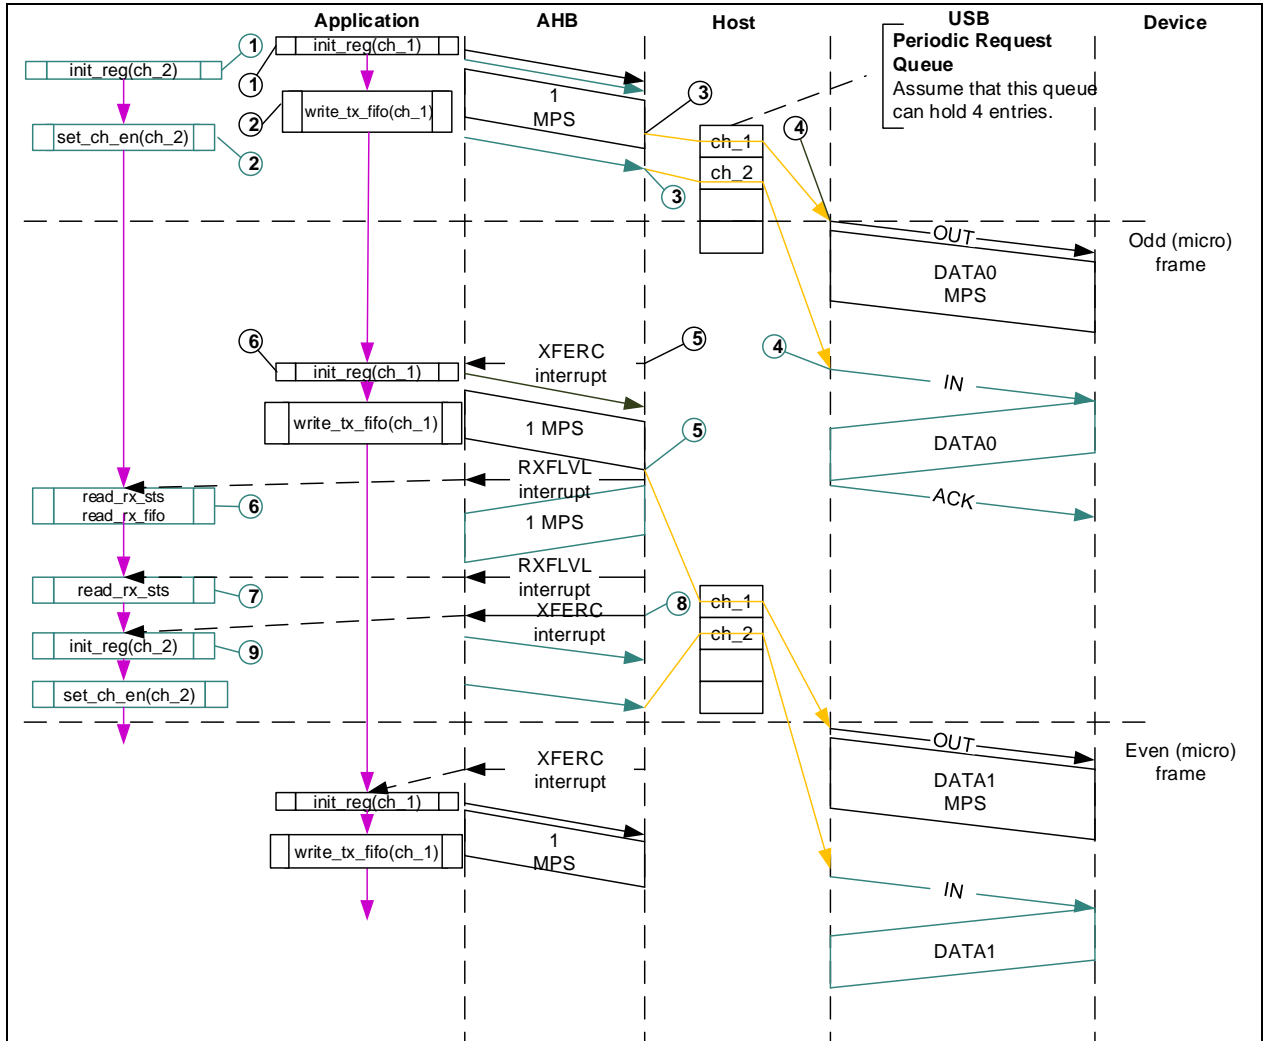 Application
AHB
Host
USB
Device
Periodic Request
Queue
Assume that this queue
can hold 4 entries.
1
init_reg(ch_1)
init_reg(ch_2)
1
2
write_tx_fifo(ch_1)
1
MPS
3
4
set_ch_en(ch_2)
2
ch_1
ch_2
3
OUT
Odd (micro)
frame
DATA0
MPS
6
XFERC
interrupt
5
4
init_reg(ch_1)
IN
write_tx_fifo(ch_1)
1 MPS
5
DATA0
RXFLVL
interrupt
read_rx_sts
read_rx_fifo
6
ACK
1 MPS
RXFLVL
interrupt
read_rx_sts
7
XFERC
interrupt
8
ch_1
ch_2
init_reg(ch_2)
9
set_ch_en(ch_2)
OUT
Even (micro)
frame
XFERC
interrupt
DATA1
MPS
init_reg(ch_1)
write_tx_fifo(ch_1)
1
MPS
IN
DATA1